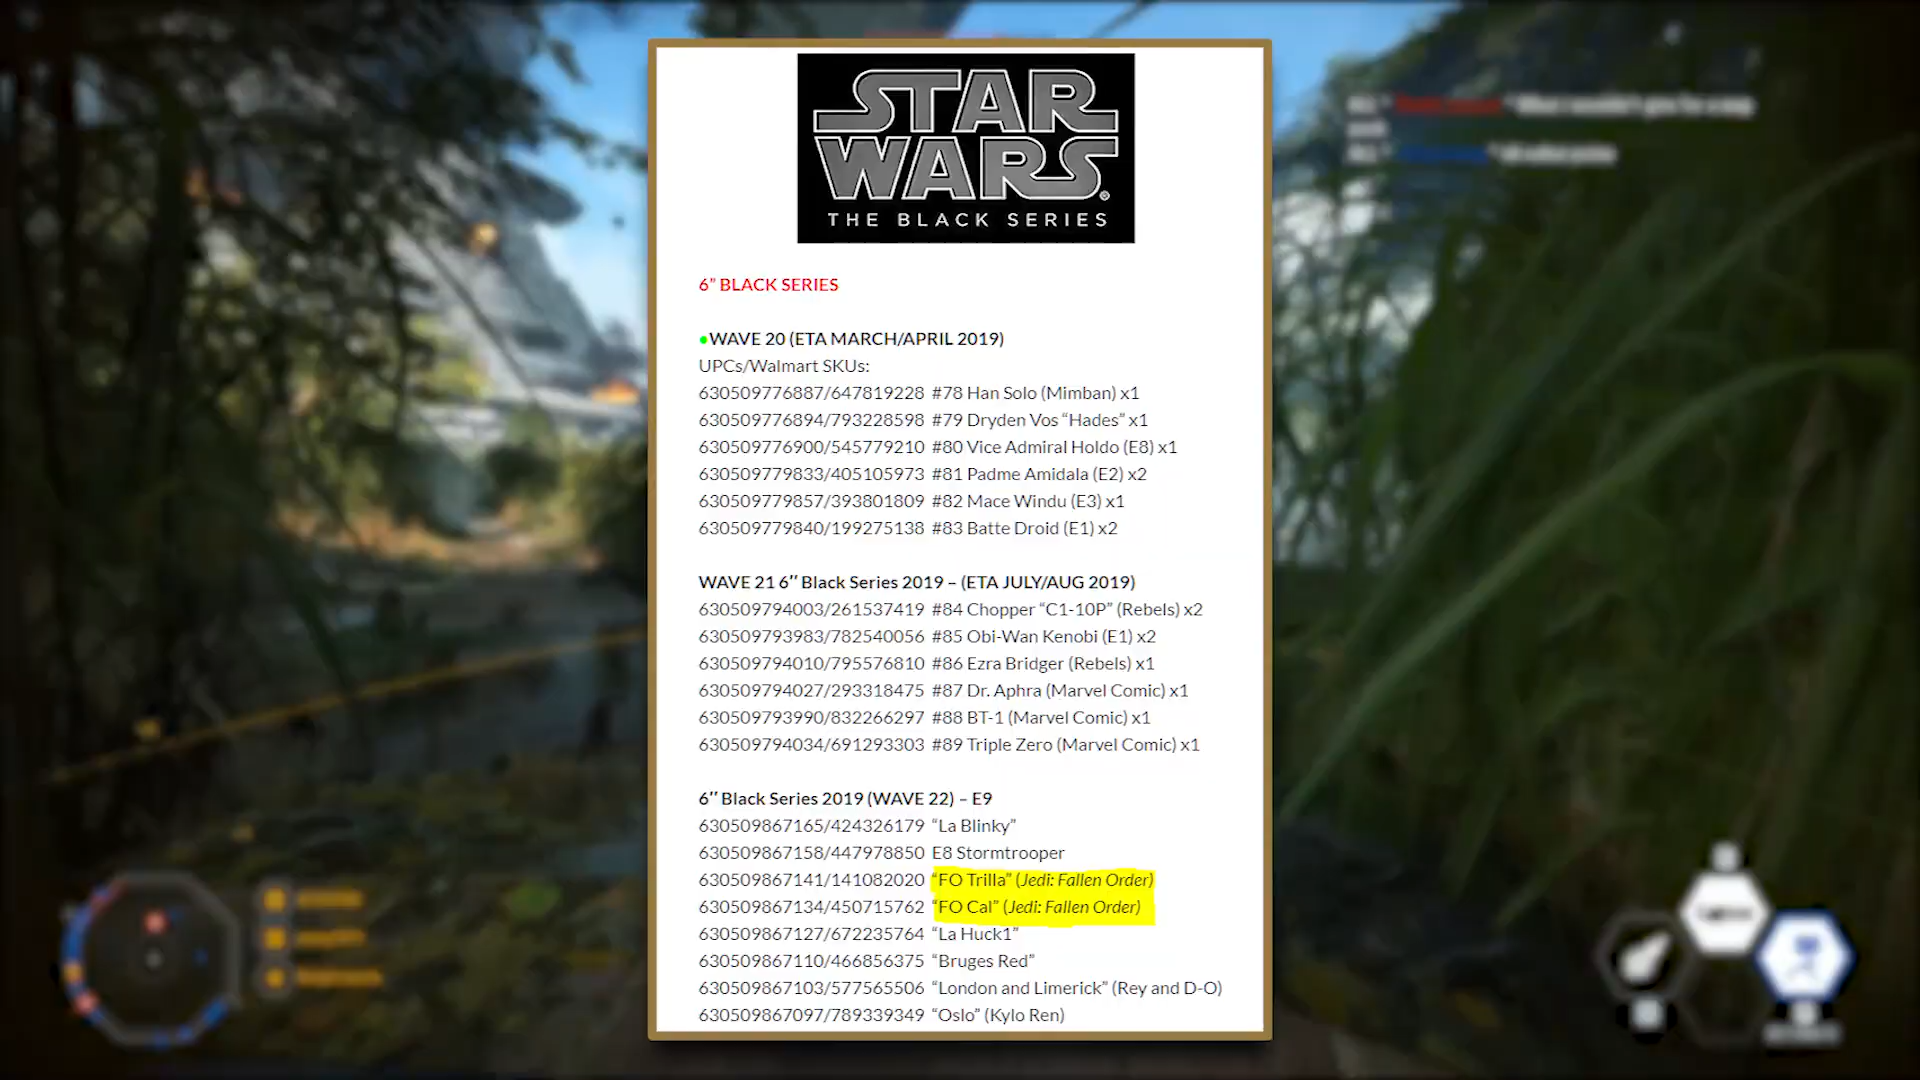 STAR
WARS®
THE BLACK SERIES
6” BLACK SERIES
•WAVE 20 (ETA MARCH/APRIL 2019)
UPCs/Walmart SKUs:
630509776887/647819228 #78 Han Solo (Mimban) x1
630509776894/793228598 #79 Dryden Vos “Hades” x1
630509776900/545779210 #80 Vice Admiral Holdo (E8) x1
630509779833/405105973 #81 Padme Amidala (E2) x2
630509779857/393801809 #82 Mace Windu (E3) x1
630509779840/199275138 #83 Batte Droid (E1) x2
WAVE 21 6″ Black Series 2019 – (ETA JULY/AUG 2019)
630509794003/261537419 #84 Chopper “C1-10P” (Rebels) x2
630509793983/782540056 #85 Obi-Wan Kenobi (E1) x2
630509794010/795576810 #86 Ezra Bridger (Rebels) x1
630509794027/293318475 #87 Dr. Aphra (Marvel Comic) x1
630509793990/832266297 #88 BT-1 (Marvel Comic) x1
630509794034/691293303 #89 Triple Zero (Marvel Comic) x1
6″ Black Series 2019 (WAVE 22) – E9
630509867165/424326179 “La Blinky”
630509867158/447978850 E8 Stormtrooper
630509867141/141082020 “FO Trilla” (Jedi: Fallen Order)
630509867134/450715762 “FO Cal” (Jedi: Fallen Order)
630509867127/672235764 “La Huck1”
630509867110/466856375 “Bruges Red”
630509867103/577565506 “London and Limerick” (Rey and D-O)
630509867097/789339349 “Oslo” (Kylo Ren)